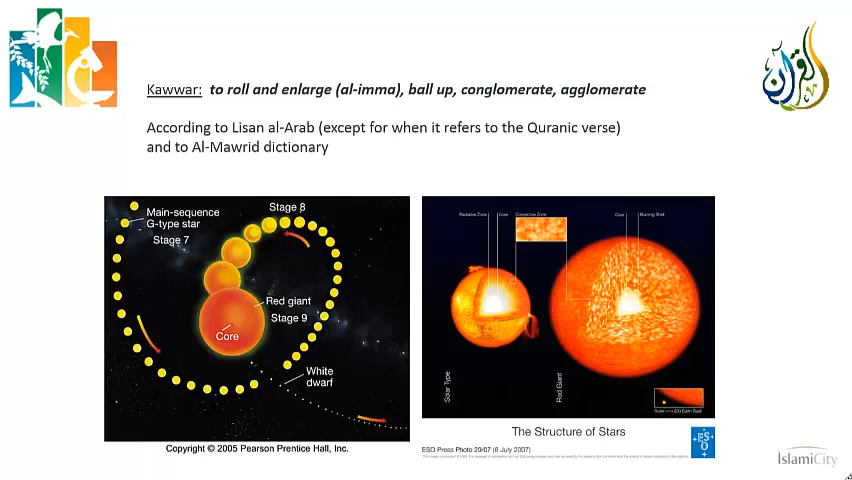 القرآن
Kawwar: to roll and enlarge (al-imma), ball up, conglomerate, agglomerate
According to Lisan al-Arab (except for when it refers to the Quranic verse)
and to Al-Mawrid dictionary
Main-sequence
G-type star
Stage 7
Stage 8
Red giant
Stage 9
Core
White
dwarf
Copyright © 2005 Pearson Prentice Hall, Inc.
Radiative Zone
Core
Convective Zone
Core
Burning Shell
Solar Type
Red Giant
The Structure of Stars
ESO Press Photo 29/07 (6 July 2007)
ESO
IslamiCity